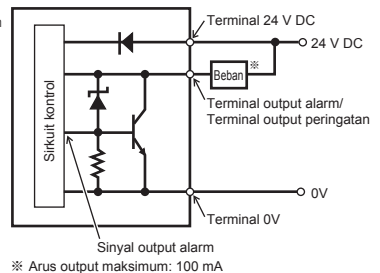 Terminal 24 V DC
24 V DC
※
Beban
Terminal output alarm/
Terminal output peringatan
Sirkuit kontrol
0V
Terminal 0V
Sinyal output alarm
※ Arus output maksimum: 100 mA